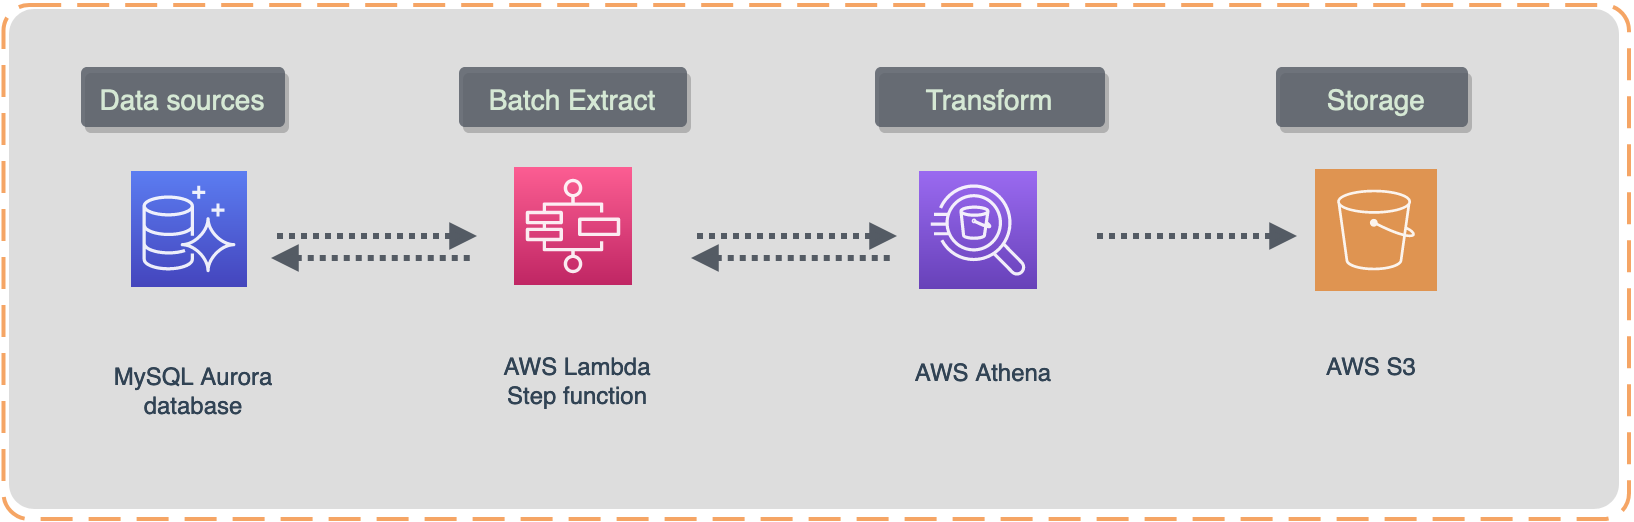 Data sources
Batch Extract
Transform
Storage
MySQL Aurora
database
AWS Lambda
Step function
AWS Athena
AWS S3